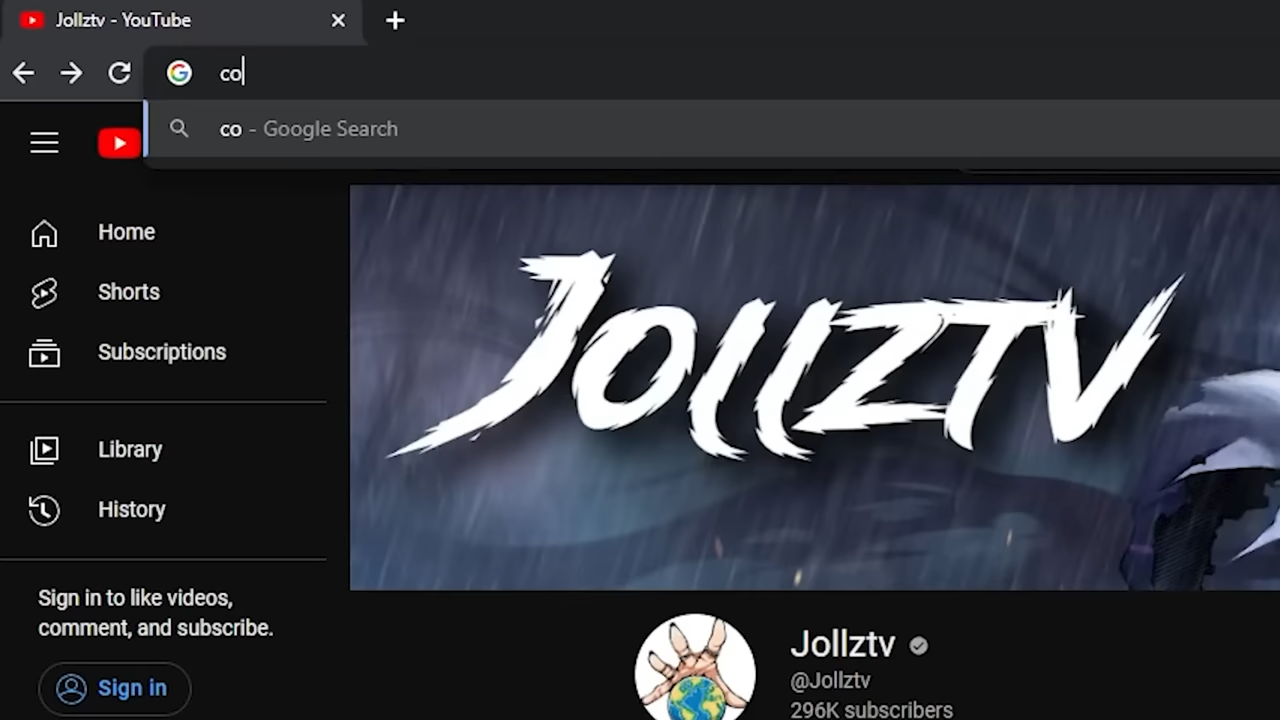 Jollztv - YouTube
co
co - Google Search
Home
Shorts
Subscriptions
Library
History
Sign in to like videos,
comment, and subscribe.
Sign in
JollzTV
Jollztv
@Jollztv
296K subscribers